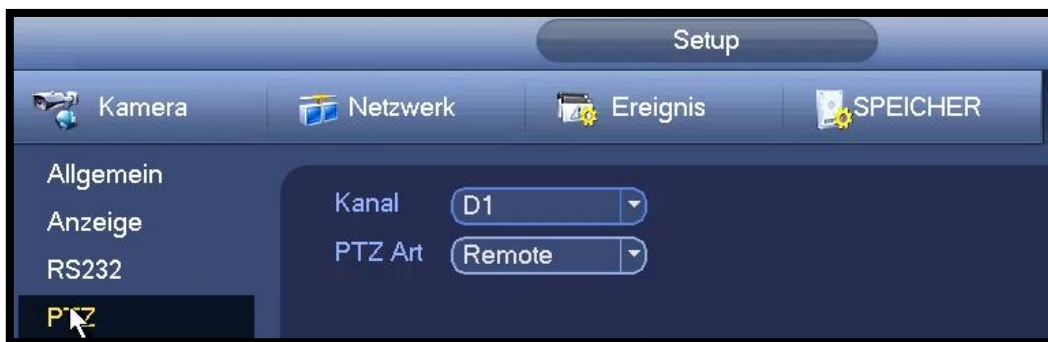 Setup
Kamera Netzwerk Ereignis SPEICHER
Allgemein
Anzeige
RS232
PTZ
Kanal D1
PTZ Art Remote